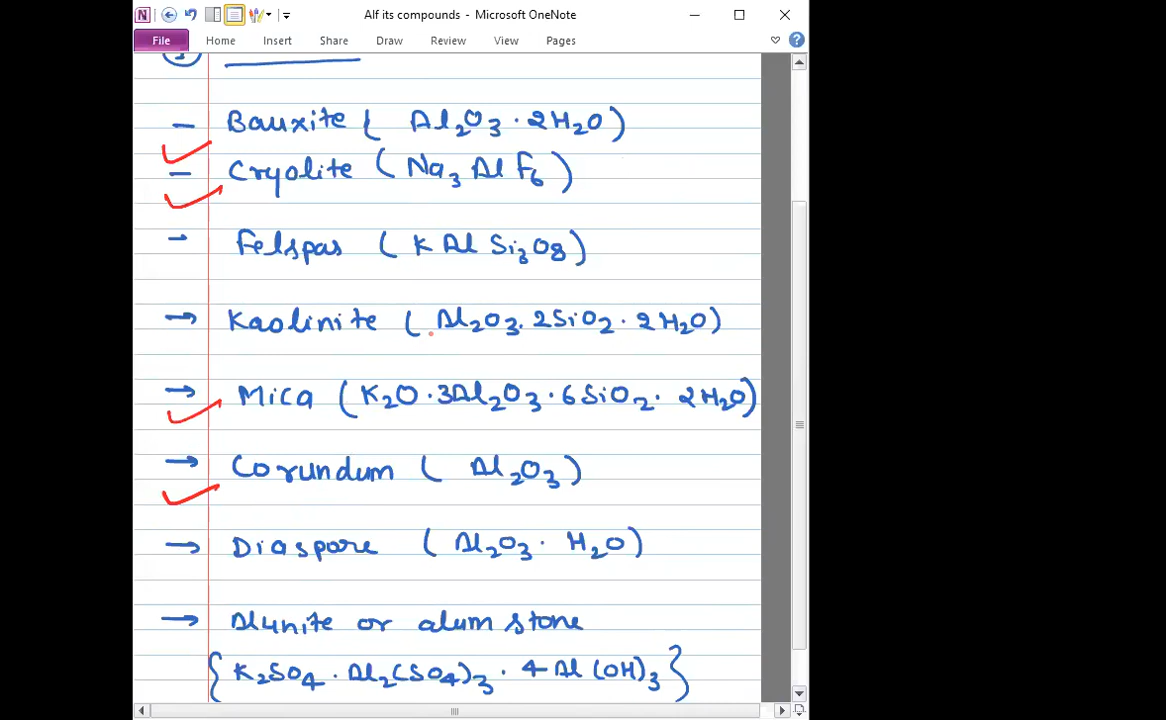 Alf its compounds - Microsoft OneNote
File Home Insert Share Draw Review View Pages
- Bauxite ( Al2O3 · 2H2O )
- Cryolite ( Na3 Al F6 )
- Felspas ( K Al Si3 O8 )
→ Kaolinite ( Al2O3. 2SiO2 · 2H2O )
→ Mica ( K2O · 3Al2O3 · 6SiO2 · 2H2O )
→ Corundum ( Al2O3 )
→ Diaspore ( Al2O3 · H2O )
→ Alunite or alum stone
{ K2SO4 · Al2(SO4)3 · 4 Al (OH)3 }